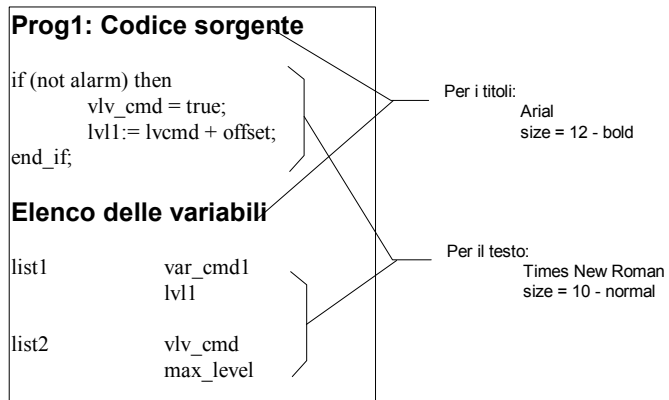 Prog1: Codice sorgente
if (not alarm) then
vlv_cmd = true;
lvl1:= lvcmd + offset;
end_if;
Elenco delle variabili
list1 var_cmd1
lvl1
list2 vlv_cmd
max_level
Per i titoli:
Arial
size = 12 - bold
Per il testo:
Times New Roman
size = 10 - normal